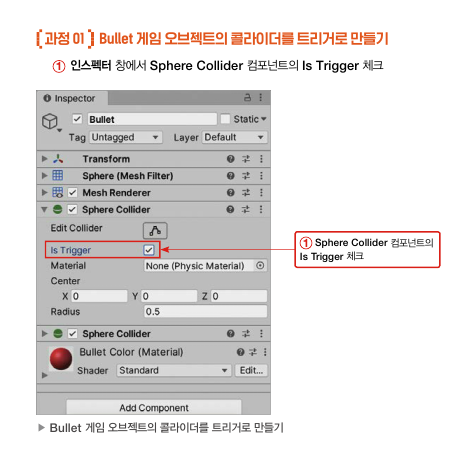 [ 과정 01 ] Bullet 게임 오브젝트의 콜라이더를 트리거로 만들기
① 인스펙터 창에서 Sphere Collider 컴포넌트의 Is Trigger 체크
Inspector
Bullet Static
Tag Untagged Layer Default
Transform
Sphere (Mesh Filter)
Mesh Renderer
Sphere Collider
Edit Collider
Is Trigger
① Sphere Collider 컴포넌트의
Is Trigger 체크
Material None (Physic Material)
Center
X 0 Y 0 Z 0
Radius 0.5
Sphere Collider
Bullet Color (Material)
Shader Standard Edit...
Add Component
▶ Bullet 게임 오브젝트의 콜라이더를 트리거로 만들기